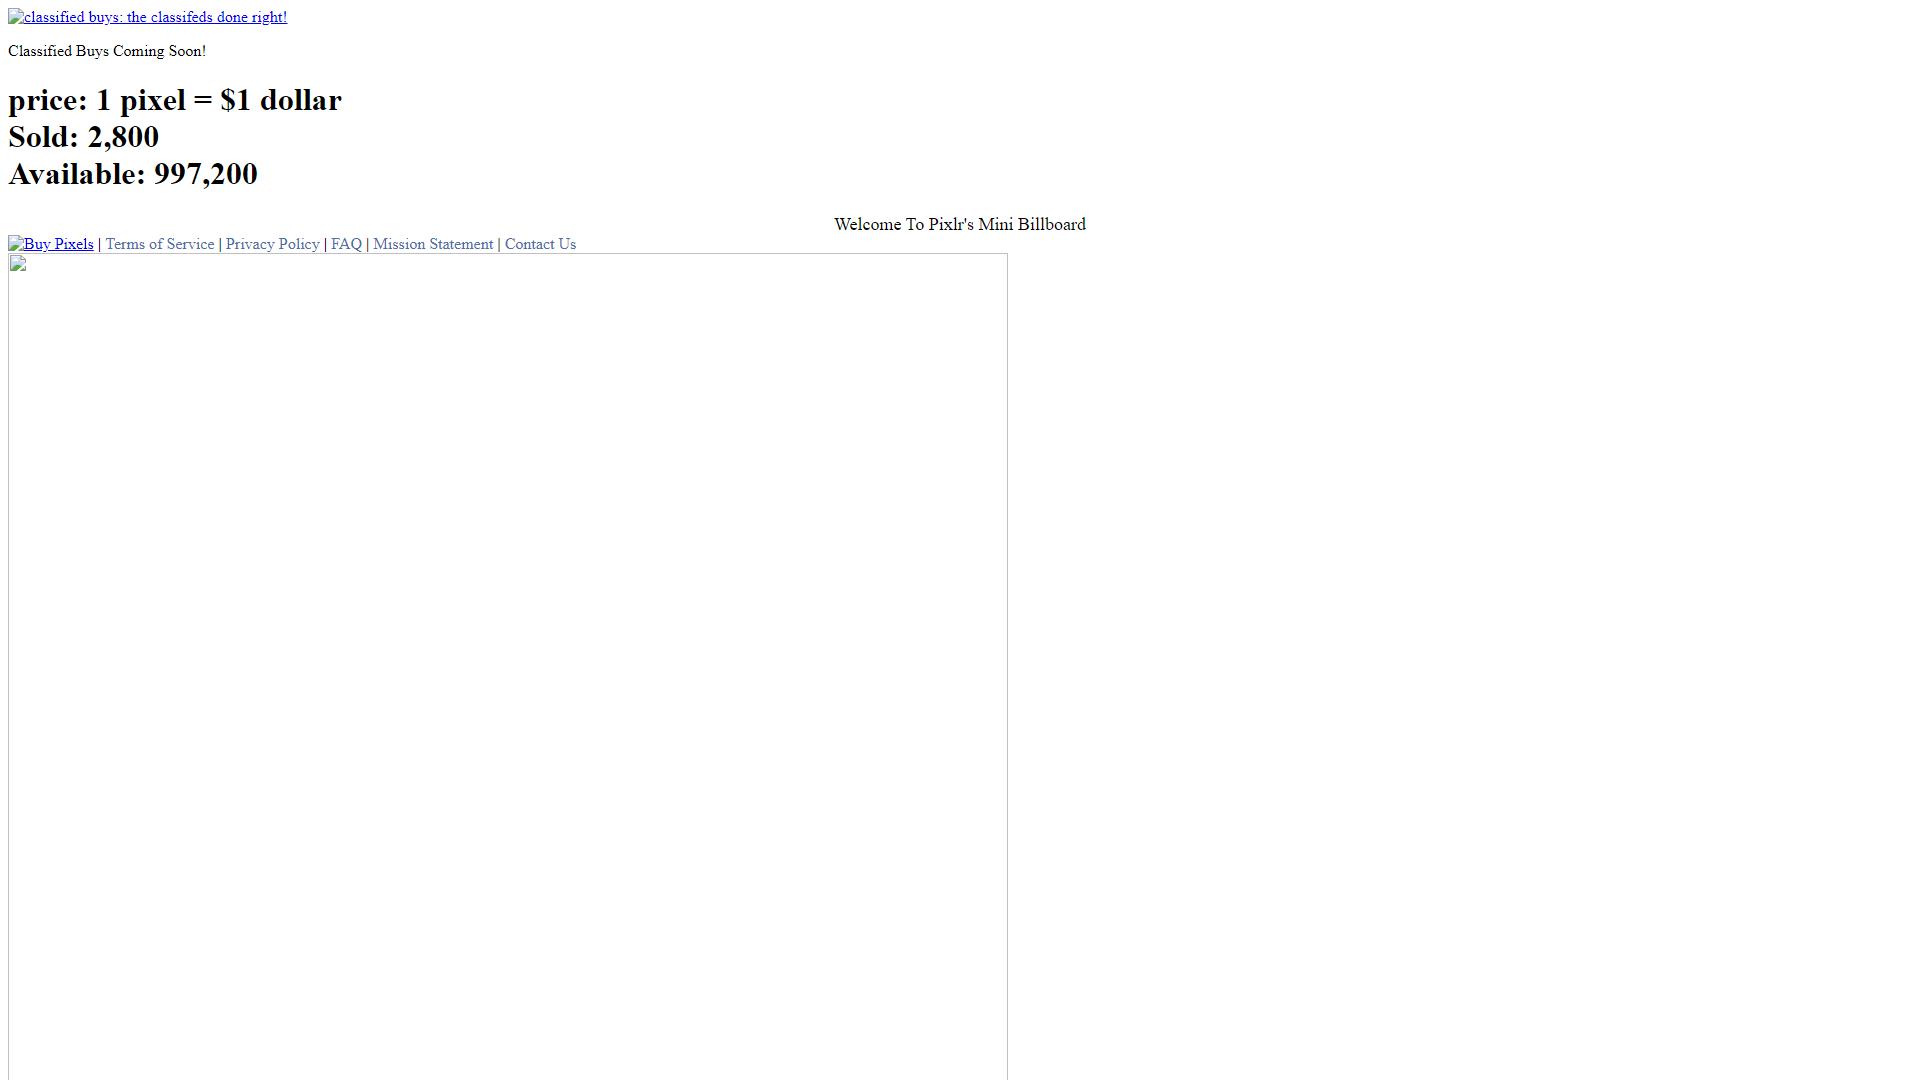 classified buys: the classifeds done right!
Classified Buys Coming Soon!
price: 1 pixel = $1 dollar
Sold: 2,800
Available: 997,200
Welcome To Pixlr's Mini Billboard
Buy Pixels | Terms of Service | Privacy Policy | FAQ | Mission Statement | Contact Us